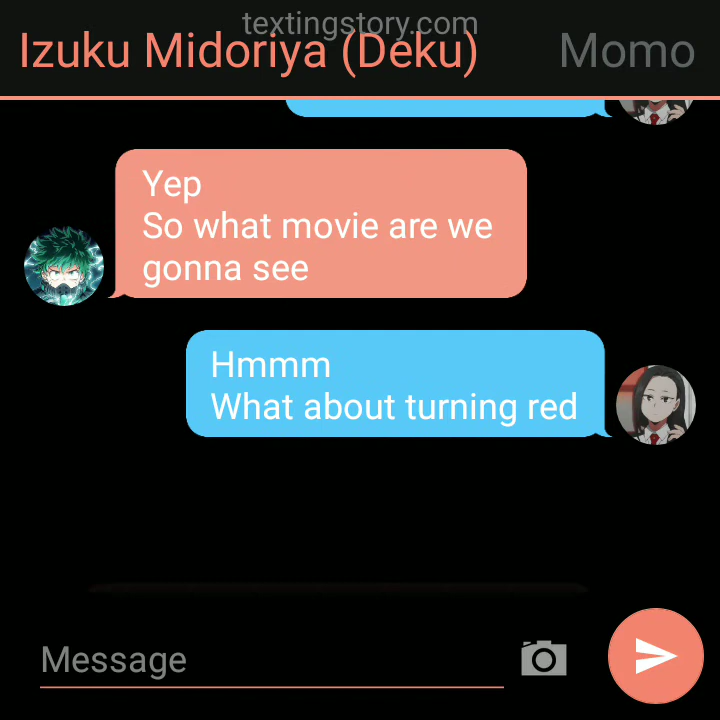 textingstory.com
Izuku Midoriya (Deku) Momo
Yep
So what movie are we
gonna see
Hmmm
What about turning red
Message